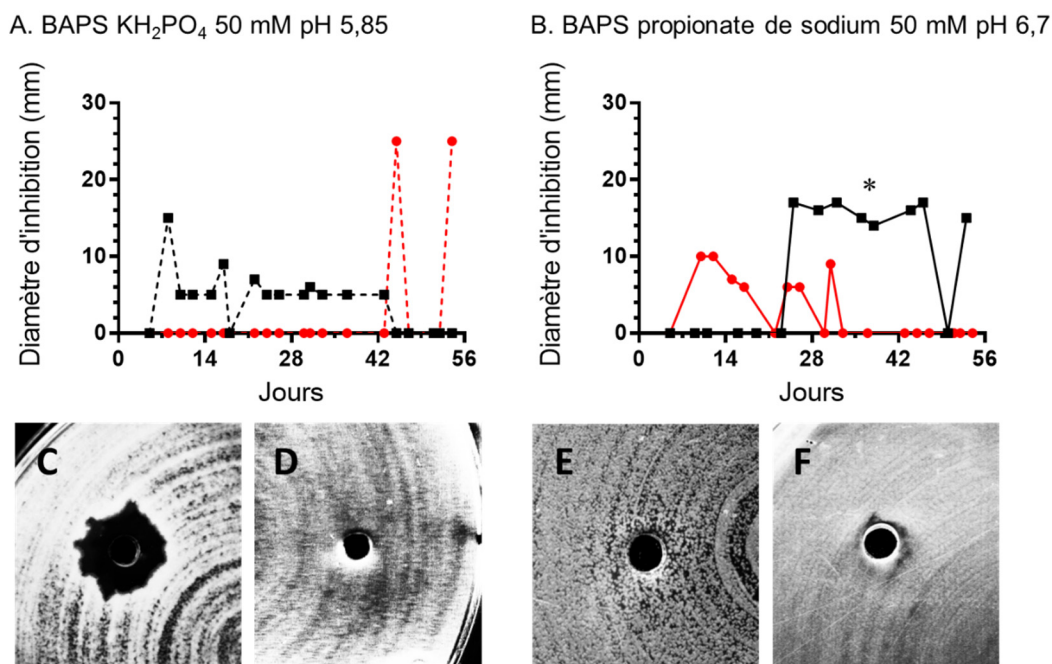 A. BAPS KH₂PO₄ 50 mM pH 5,85
B. BAPS propionate de sodium 50 mM pH 6,7
Diamètre d'inhibition (mm)
30
20
10
0
0 14 28 42 56
Jours
Diamètre d'inhibition (mm)
30
20
10
0
*
0 14 28 42 56
Jours
C
D
E
F